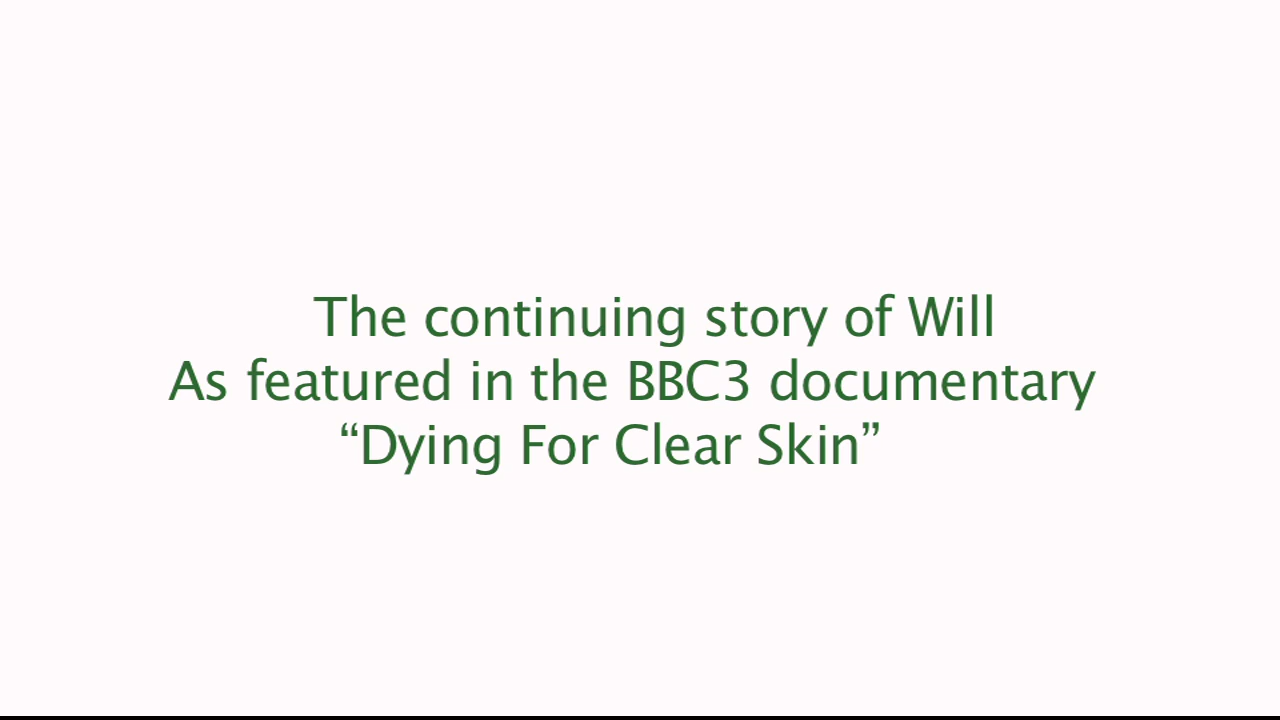 The continuing story of Will
As featured in the BBC3 documentary
“Dying For Clear Skin”